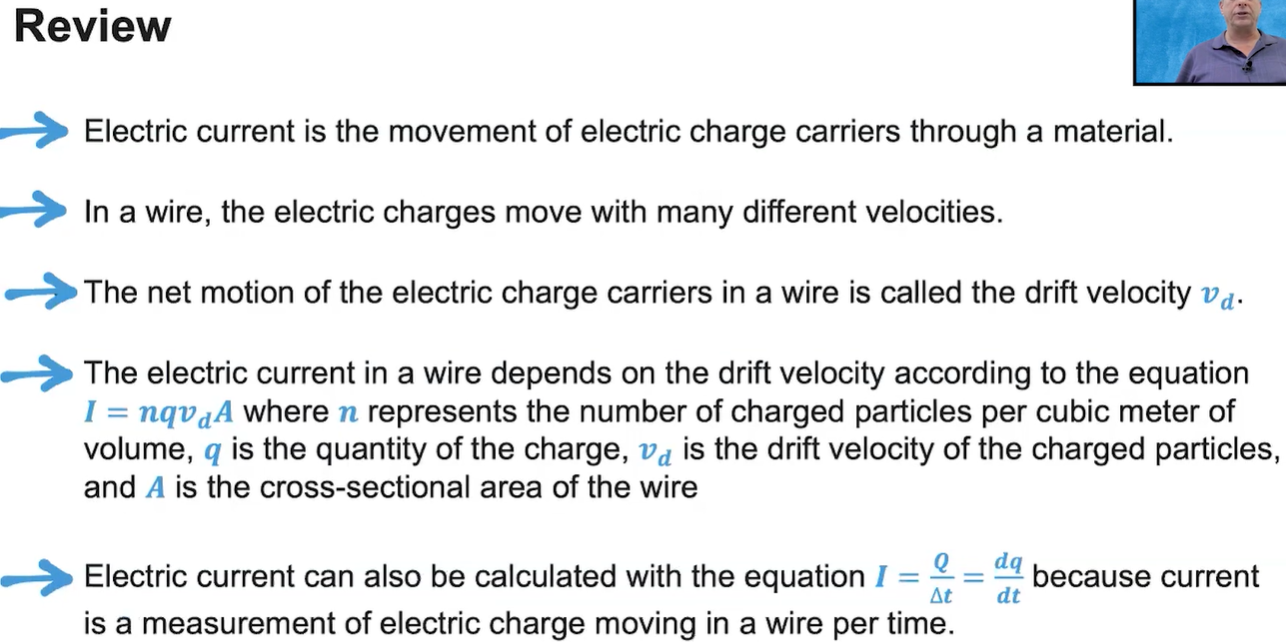 Review
Electric current is the movement of electric charge carriers through a material.
In a wire, the electric charges move with many different velocities.
The net motion of the electric charge carriers in a wire is called the drift velocity v_d.
The electric current in a wire depends on the drift velocity according to the equation
I = nqv_dA where n represents the number of charged particles per cubic meter of
volume, q is the quantity of the charge, v_d is the drift velocity of the charged particles,
and A is the cross-sectional area of the wire
Electric current can also be calculated with the equation I = Q/Δt = dq/dt because current
is a measurement of electric charge moving in a wire per time.